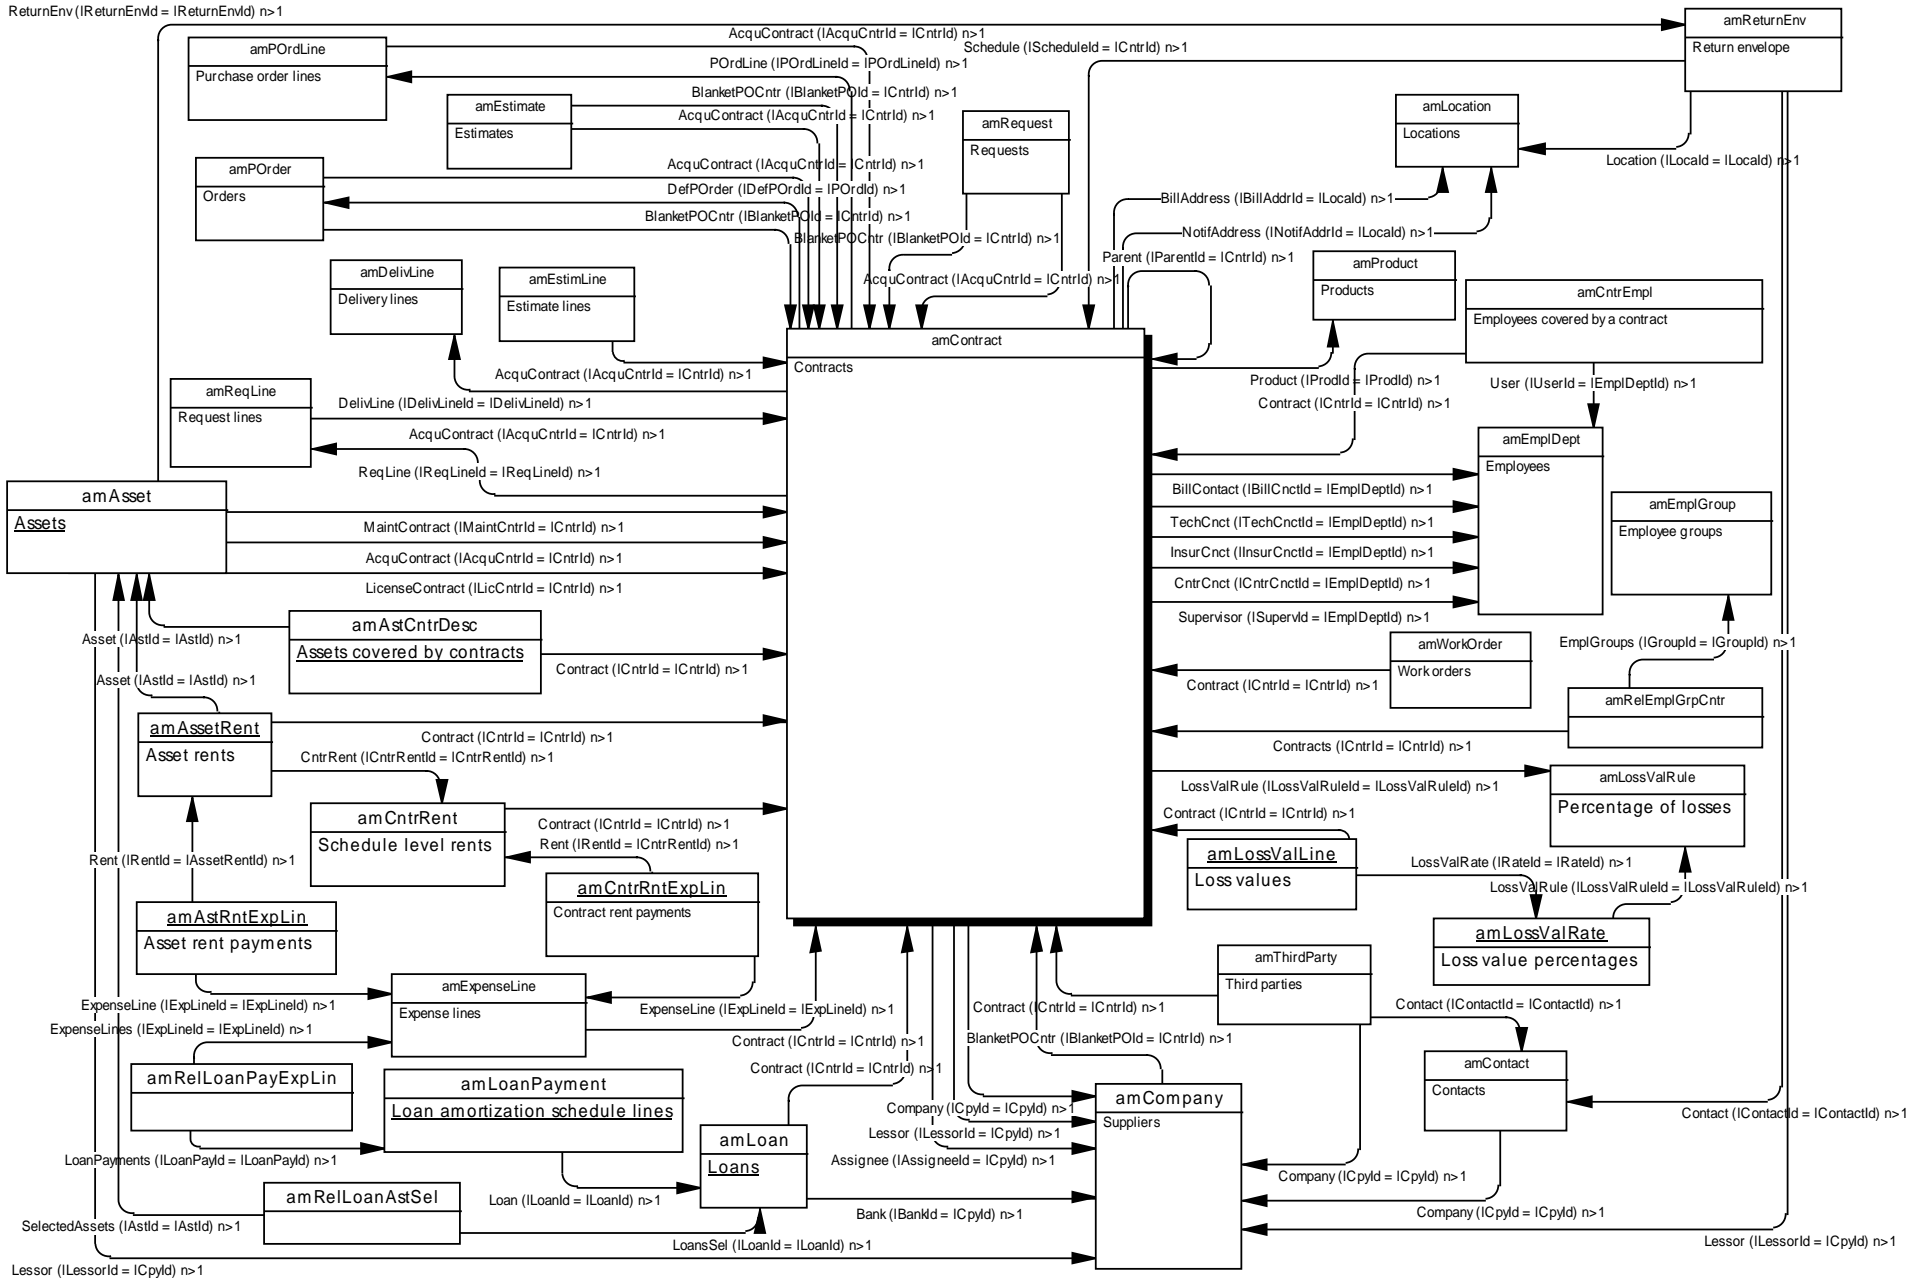 ReturnEnv (lReturnEnvId = lReturnEnvId) n>1
amReturnEnv
Return envelope
AcquContract (lAcquCntrId = lCntrId) n>1
Schedule (lScheduleId = lCntrId) n>1
amPOrdLine
Purchase order lines
POrdLine (lPOrdLineId = lPOrdLineId) n>1
BlanketPOCntr (lBlanketPOId = lCntrId) n>1
amEstimate
Estimates
AcquContract (lAcquCntrId = lCntrId) n>1
amRequest
Requests
amLocation
Locations
Location (lLocaId = lLocaId) n>1
amPOrder
Orders
AcquContract (lAcquCntrId = lCntrId) n>1
DefPOrder (lDefPOrdId = lPOrdId) n>1
BlanketPOCntr (lBlanketPOId = lCntrId) n>1
BillAddress (lBillAddrId = lLocaId) n>1
NotifAddress (lNotifAddrId = lLocaId) n>1
BlanketPOCntr (lBlanketPOId = lCntrId) n>1
Parent (lParentId = lCntrId) n>1
AcquContract (lAcquCntrId = lCntrId) n>1
amDelivLine
Delivery lines
amEstimLine
Estimate lines
amProduct
Products
amCntrEmpl
Employees covered by a contract
amContract
Contracts
AcquContract (lAcquCntrId = lCntrId) n>1
Product (lProdId = lProdId) n>1
User (lUserId = lEmplDeptId) n>1
amReqLine
Request lines
DelivLine (lDelivLineId = lDelivLineId) n>1
Contract (lCntrId = lCntrId) n>1
AcquContract (lAcquCntrId = lCntrId) n>1
amEmplDept
Employees
ReqLine (lReqLineId = lReqLineId) n>1
amAsset
Assets
BillContact (lBillCnctId = lEmplDeptId) n>1
amEmplGroup
Employee groups
MaintContract (lMaintCntrId = lCntrId) n>1
TechCnct (lTechCnctId = lEmplDeptId) n>1
AcquContract (lAcquCntrId = lCntrId) n>1
InsurCnct (lInsurCnctId = lEmplDeptId) n>1
LicenseContract (lLicCntrId = lCntrId) n>1
CntrCnct (lCntrCnctId = lEmplDeptId) n>1
Supervisor (lSupervId = lEmplDeptId) n>1
amAstCntrDesc
Assets covered by contracts
Asset (lAstId = lAstId) n>1
Contract (lCntrId = lCntrId) n>1
amWorkOrder
Work orders
EmplGroups (lGroupId = lGroupId) n>1
Contract (lCntrId = lCntrId) n>1
Asset (lAstId = lAstId) n>1
amRelEmplGrpCntr
amAssetRent
Asset rents
Contract (lCntrId = lCntrId) n>1
Contracts (lCntrId = lCntrId) n>1
CntrRent (lCntrRentId = lCntrRentId) n>1
LossValRule (lLossValRuleId = lLossValRuleId) n>1
amLossValRule
Percentage of losses
amCntrRent
Schedule level rents
Contract (lCntrId = lCntrId) n>1
Contract (lCntrId = lCntrId) n>1
Rent (lRentId = lCntrRentId) n>1
Rent (lRentId = lAssetRentId) n>1
amLossValLine
Loss values
LossValRate (lRateId = lRateId) n>1
LossValRule (lLossValRuleId = lLossValRuleId) n>1
amCntrRntExpLin
Contract rent payments
amAstRntExpLin
Asset rent payments
amLossValRate
Loss value percentages
amThirdParty
Third parties
amExpenseLine
Expense lines
ExpenseLine (lExpLineId = lExpLineId) n>1
ExpenseLine (lExpLineId = lExpLineId) n>1
Contract (lCntrId = lCntrId) n>1
Contact (lContactId = lContactId) n>1
ExpenseLines (lExpLineId = lExpLineId) n>1
Contract (lCntrId = lCntrId) n>1
BlanketPOCntr (lBlanketPOId = lCntrId) n>1
Contract (lCntrId = lCntrId) n>1
amContact
Contacts
amRelLoanPayExpLin
amLoanPayment
Loan amortization schedule lines
amCompany
Suppliers
Company (lCpyId = lCpyId) n>1
Contact (lContactId = lContactId) n>1
Lessor (lLessorId = lCpyId) n>1
amLoan
Loans
LoanPayments (lLoanPayId = lLoanPayId) n>1
Assignee (lAssigneeId = lCpyId) n>1
Company (lCpyId = lCpyId) n>1
amRelLoanAstSel
Loan (lLoanId = lLoanId) n>1
Bank (lBankId = lCpyId) n>1
Company (lCpyId = lCpyId) n>1
SelectedAssets (lAstId = lAstId) n>1
LoansSel (lLoanId = lLoanId) n>1
Lessor (lLessorId = lCpyId) n>1
Lessor (lLessorId = lCpyId) n>1